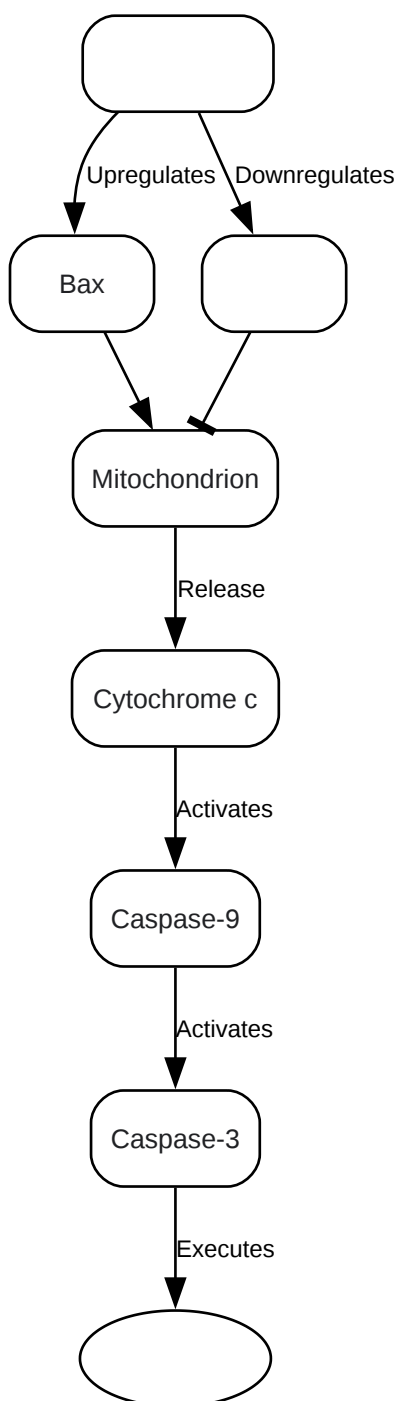 Upregulates
Downregulates
Bax
Mitochondrion
Release
Cytochrome c
Activates
Caspase-9
Activates
Caspase-3
Executes